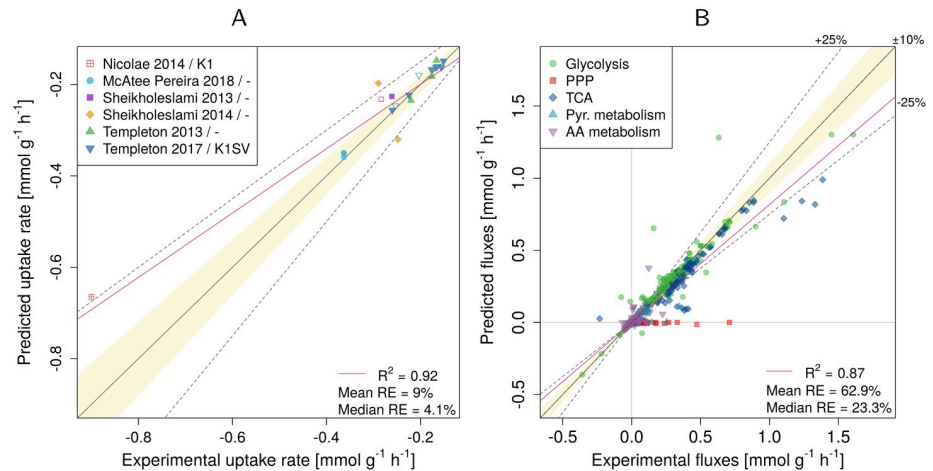 A
Predicted uptake rate [mmol g⁻¹ h⁻¹]
-0.2
-0.4
-0.6
-0.8
Nicolae 2014 / K1
McAtee Pereira 2018 / -
Sheikholeslami 2013 / -
Sheikholeslami 2014 / -
Templeton 2013 / -
Templeton 2017 / K1SV
R² = 0.92
Mean RE = 9%
Median RE = 4.1%
-0.8 -0.6 -0.4 -0.2
Experimental uptake rate [mmol g⁻¹ h⁻¹]
B
+25% ±10%
-25%
Predicted fluxes [mmol g⁻¹ h⁻¹]
1.5
1.0
0.5
0.0
-0.5
Glycolysis
PPP
TCA
Pyr. metabolism
AA metabolism
R² = 0.87
Mean RE = 62.9%
Median RE = 23.3%
-0.5 0.0 0.5 1.0 1.5
Experimental fluxes [mmol g⁻¹ h⁻¹]